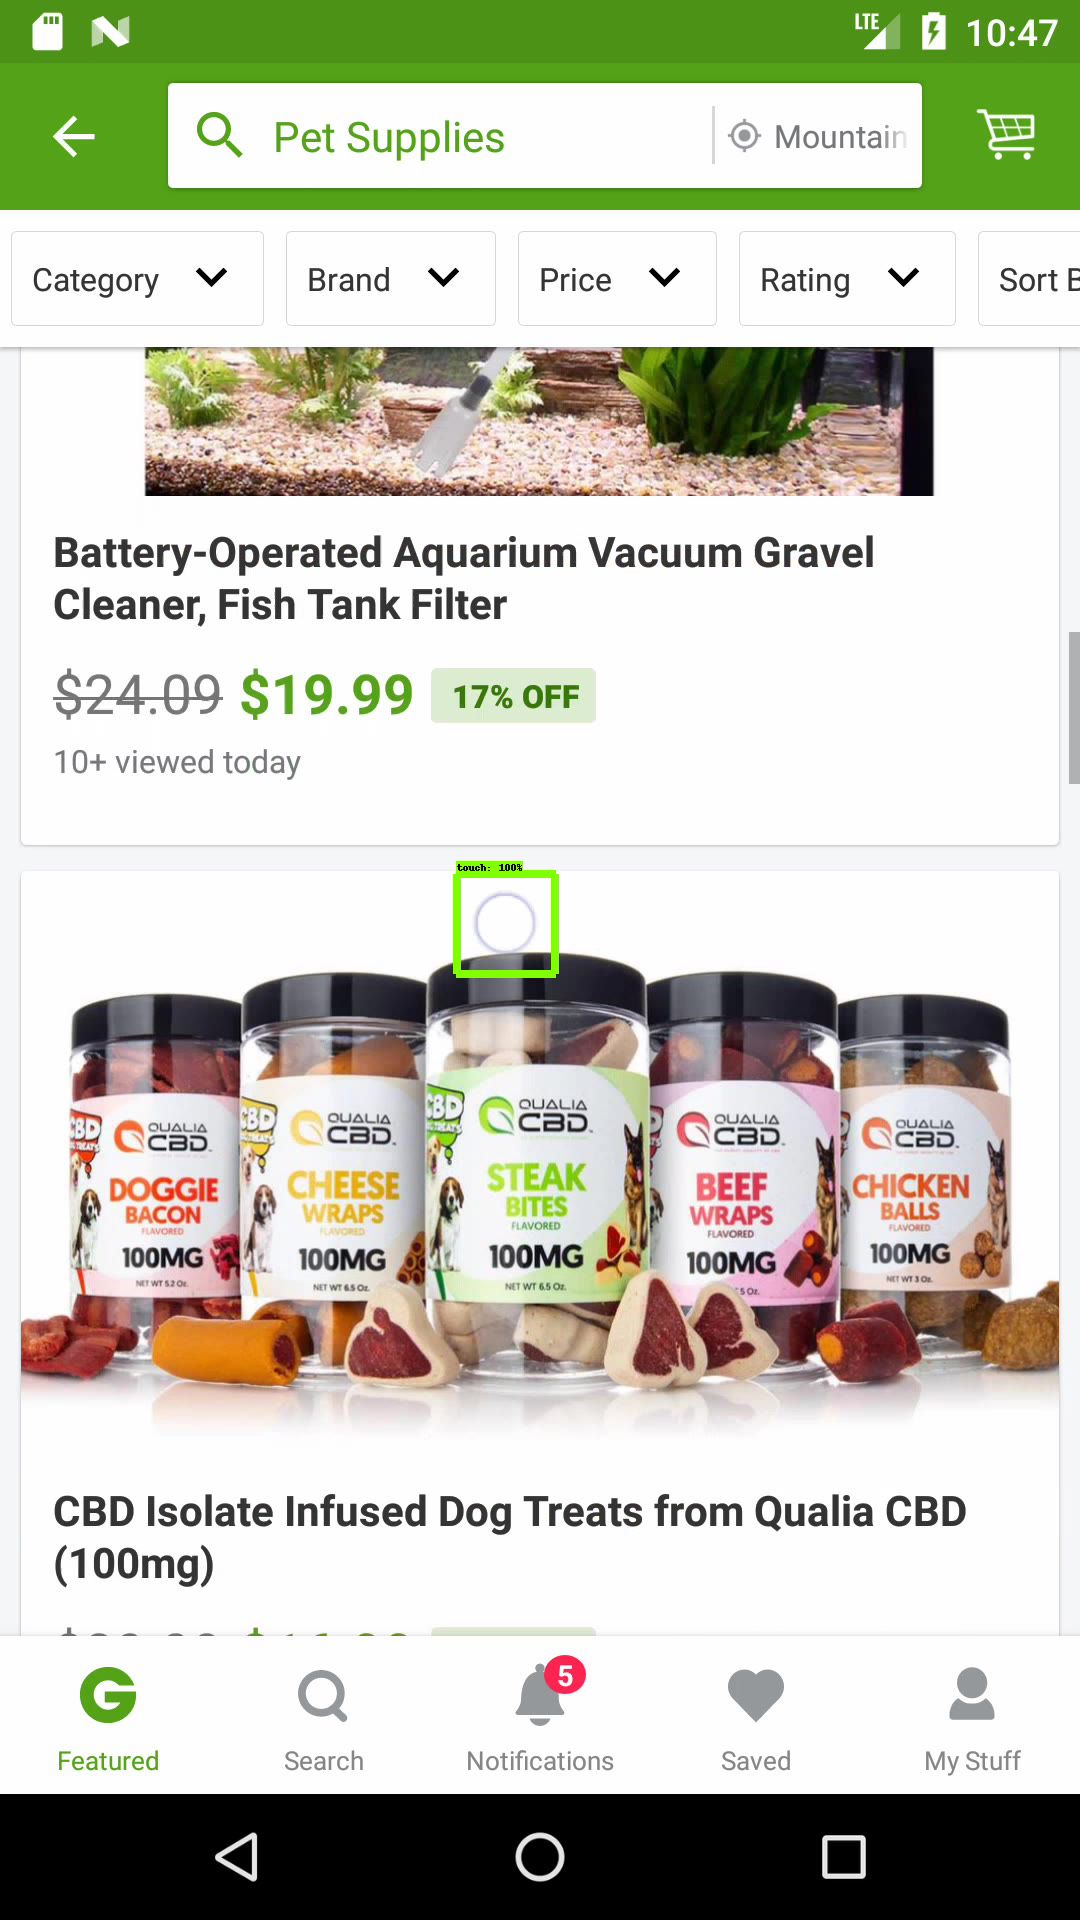 LTE 10:47
Pet Supplies Mountain
Category Brand Price Rating Sort B
Battery-Operated Aquarium Vacuum Gravel
Cleaner, Fish Tank Filter
$24.09 $19.99 17% OFF
10+ viewed today
touch: 100%
QUALIA CBD
DOGGIE
BACON
FLAVORED
100MG
NET WT 5.2 Oz.
QUALIA CBD
CHEESE
WRAPS
FLAVORED
100MG
NET WT 6.5 Oz.
QUALIA CBD
STEAK
BITES
FLAVORED
100MG
NET WT 6.5 Oz.
QUALIA CBD
BEEF
WRAPS
FLAVORED
100MG
QUALIA CBD
CHICKEN
BALLS
FLAVORED
100MG
NET WT 3 Oz.
CBD Isolate Infused Dog Treats from Qualia CBD
(100mg)
5
Featured Search Notifications Saved My Stuff